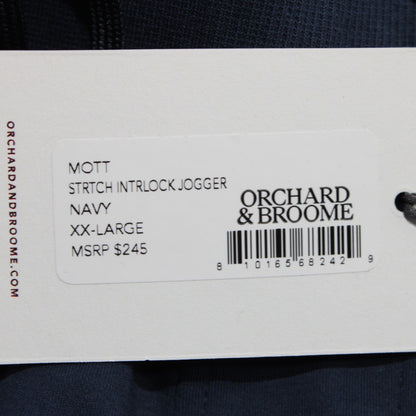 ORCHARDANDBROOME.COM
MOTT
STRTCH INTRLOCK JOGGER
NAVY
XX-LARGE
MSRP $245
ORCHARD
& BROOME
8 10165 68242 9